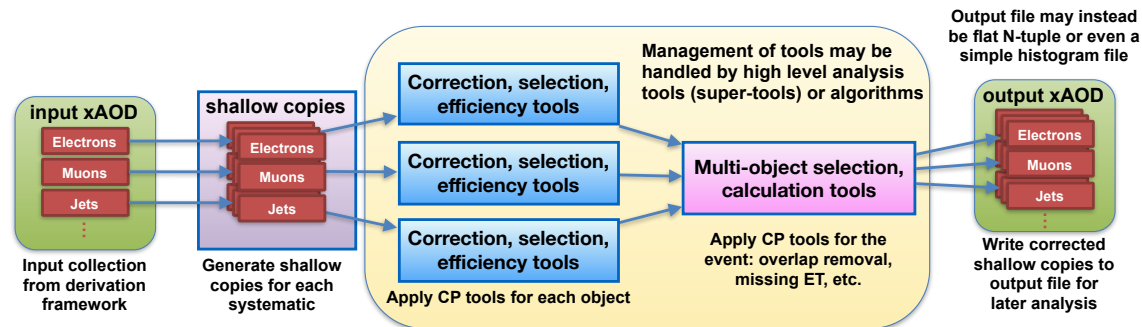 input xAOD
Electrons
Muons
Jets
Input collection
from derivation
framework
shallow copies
Electrons
Muons
Jets
Generate shallow
copies for each
systematic
Correction, selection,
efficiency tools
Correction, selection,
efficiency tools
Correction, selection,
efficiency tools
Apply CP tools for each object
Management of tools may be
handled by high level analysis
tools (super-tools) or algorithms
Multi-object selection,
calculation tools
Apply CP tools for the
event: overlap removal,
missing ET, etc.
Output file may instead
be flat N-tuple or even a
simple histogram file
output xAOD
Electrons
Muons
Jets
Write corrected
shallow copies to
output file for
later analysis